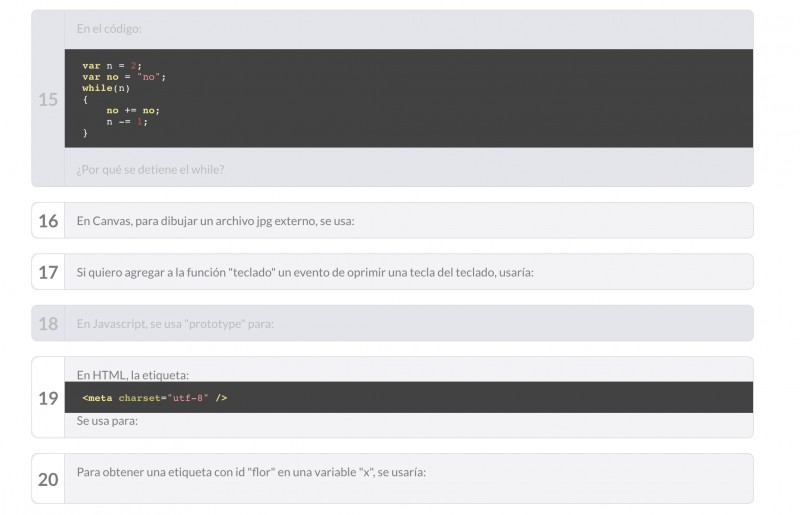 En el código:
15
var n = 2;
var no = "no";
while(n)
{
no += no;
n -= 1;
}
¿Por qué se detiene el while?
16 En Canvas, para dibujar un archivo jpg externo, se usa:
17 Si quiero agregar a la función "teclado" un evento de oprimir una tecla del teclado, usaría:
18 En Javascript, se usa "prototype" para:
En HTML, la etiqueta:
19 <meta charset="utf-8" />
Se usa para:
20 Para obtener una etiqueta con id "flor" en una variable "x", se usaría: